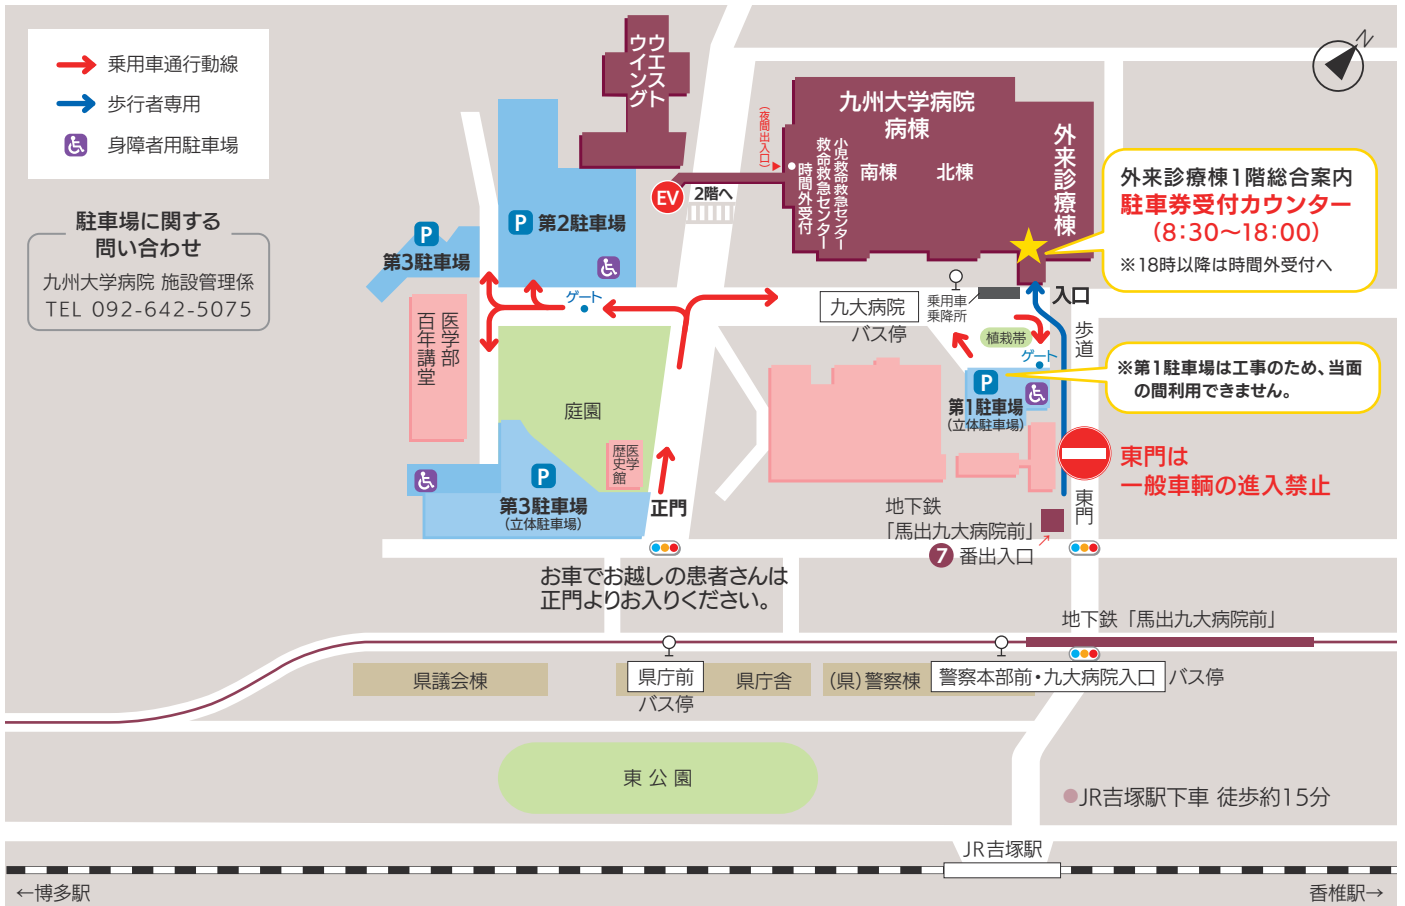 乗用車通行動線
歩行者専用
身障者用駐車場
駐車場に関する
問い合わせ
九州大学病院 施設管理係
TEL 092-642-5075
ウエスト
ウイング
N
九州大学病院
病棟
外来診療棟
(夜間出入口)
小児救命救急センター
救命救急センター
時間外受付
南棟
北棟
EV
2階へ
外来診療棟1階総合案内
駐車券受付カウンター
(8:30～18:00)
※18時以降は時間外受付へ
P
第2駐車場
P
第3駐車場
ゲート
医学部
百年講堂
庭園
医学
歴史館
P
第3駐車場
(立体駐車場)
正門
九大病院
バス停
乗用車
乗降所
入口
植栽帯
ゲート
歩道
P
第1駐車場
(立体駐車場)
※第1駐車場は工事のため、当面
の間利用できません。
東門は
一般車輌の進入禁止
東門
地下鉄
「馬出九大病院前」
7 番出入口
お車でお越しの患者さんは
正門よりお入りください。
地下鉄「馬出九大病院前」
県議会棟
県庁前
バス停
県庁舎
(県)警察棟
警察本部前・九大病院入口 バス停
東公園
●JR吉塚駅下車 徒歩約15分
JR吉塚駅
←博多駅
香椎駅→